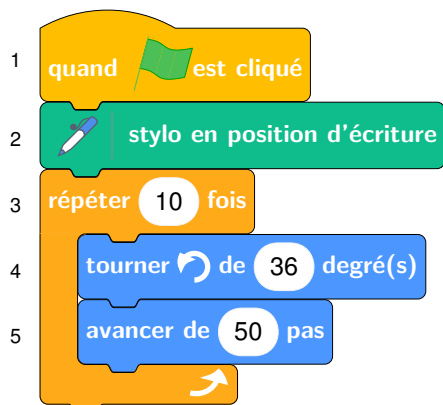 1 quand est cliqué
2 stylo en position d'écriture
3 répéter 10 fois
4 tourner de 36 degré(s)
5 avancer de 50 pas